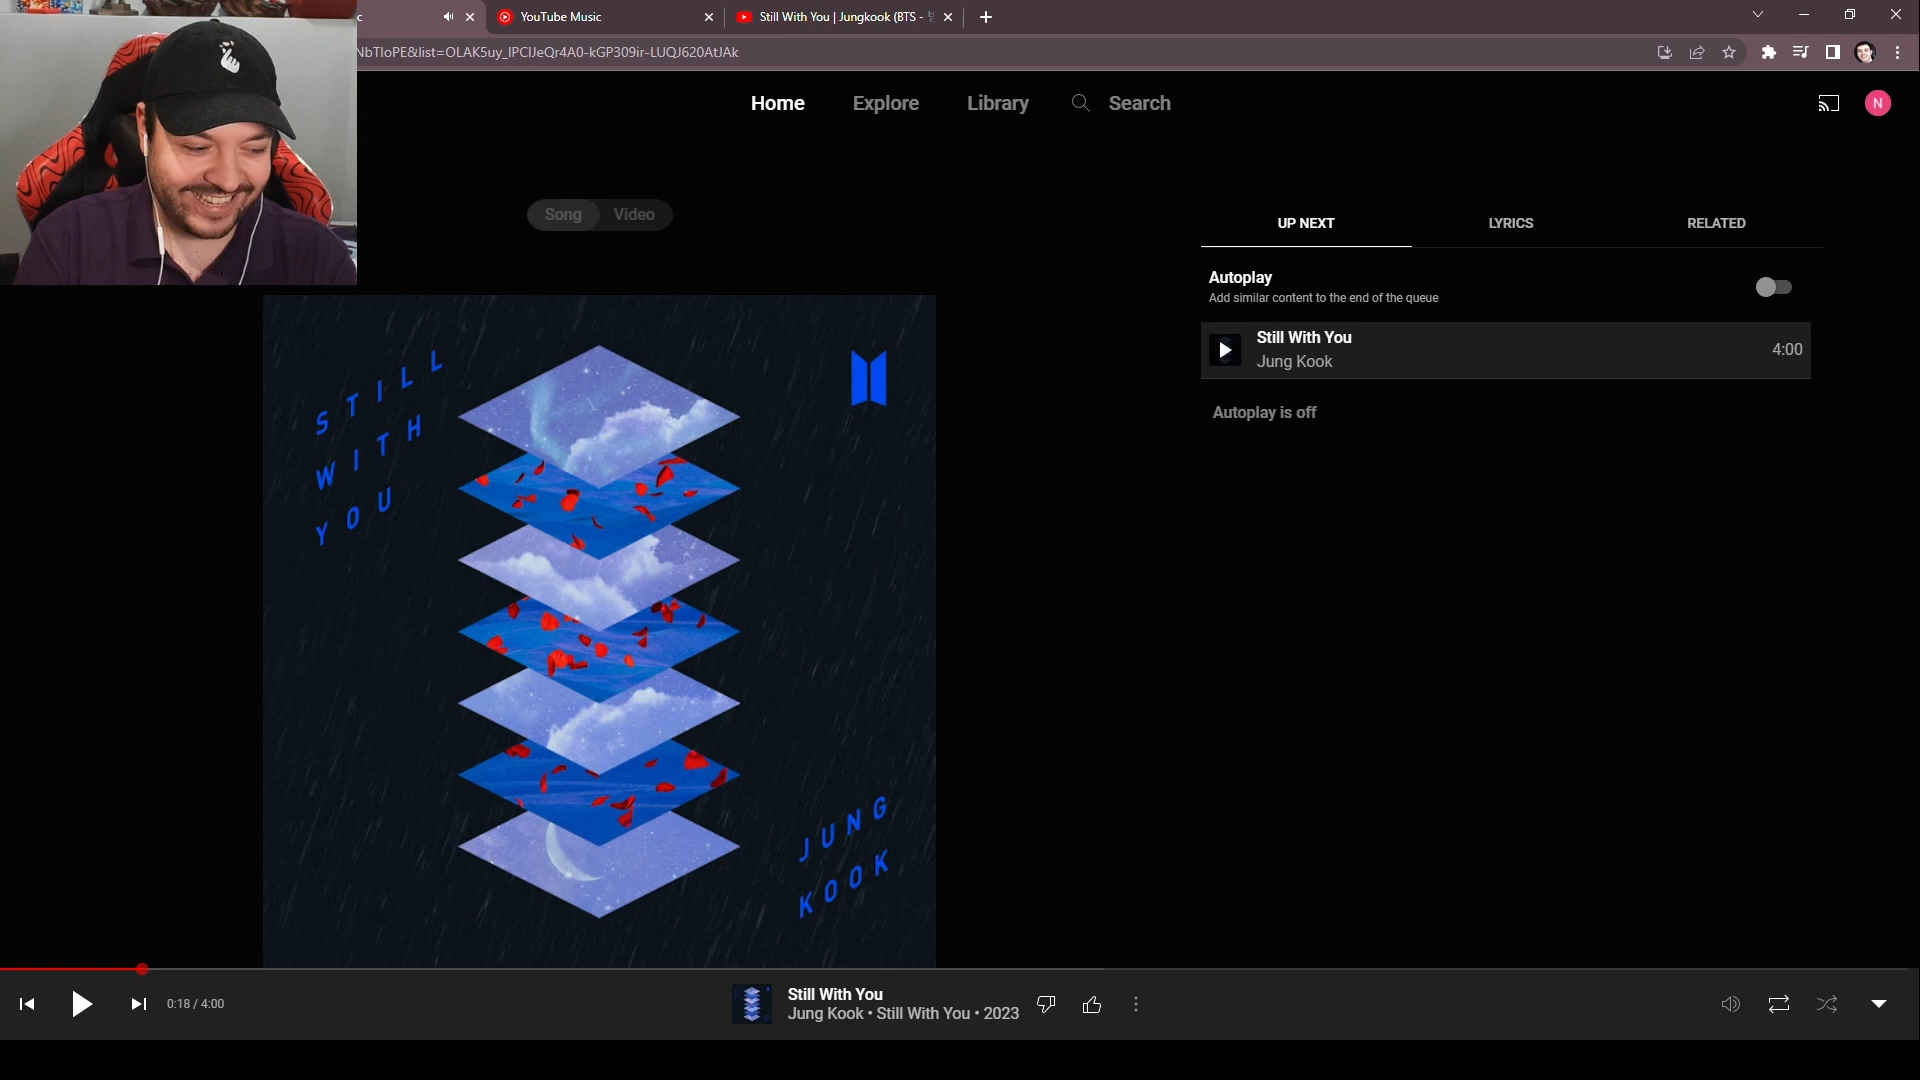 c
YouTube Music
Still With You | Jungkook (BTS -
NbTIoPE&list=OLAK5uy_lPCIJeQr4A0-kGP309ir-LUQJ620AtJAk
Home
Explore
Library
Search
N
Song
Video
UP NEXT
LYRICS
RELATED
Autoplay
Add similar content to the end of the queue
Still With You
Jung Kook
4:00
Autoplay is off
STILL
WITH
YOU
JUNG
KOOK
0:18 / 4:00
Still With You
Jung Kook • Still With You • 2023